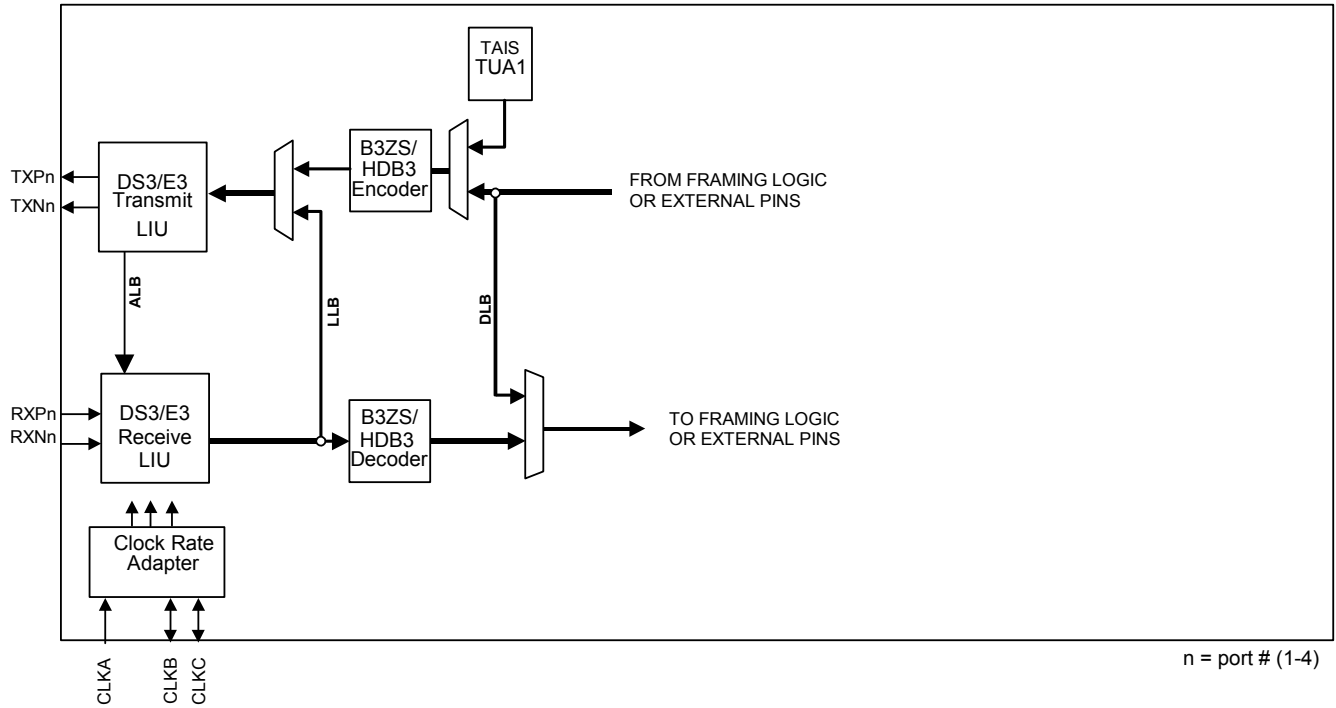 TAIS
TUA1
B3ZS/
HDB3
Encoder
TXPn
TXNn
DS3/E3
Transmit
LIU
FROM FRAMING LOGIC
OR EXTERNAL PINS
ALB
LLB
DLB
RXPn
RXNn
DS3/E3
Receive
LIU
B3ZS/
HDB3
Decoder
TO FRAMING LOGIC
OR EXTERNAL PINS
Clock Rate
Adapter
CLKA
CLKB
CLKC
n = port # (1-4)